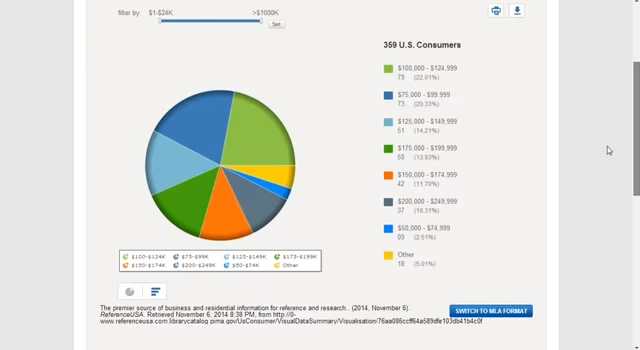 filter by: $1-$24K >$1000K
Set
359 U.S. Consumers
$100,000 - $124,999
79 (22.01%)
$75,000 - $99,999
73 (20.33%)
$125,000 - $149,999
51 (14.21%)
$175,000 - $199,999
50 (13.93%)
$150,000 - $174,999
42 (11.70%)
$200,000 - $249,999
37 (10.31%)
$50,000 - $74,999
09 (2.51%)
Other
18 (5.01%)
$100-$124K $75-$99K $125-$149K $175-$199K
$150-$174K $200-$249K $50-$74K Other
The premier source of business and residential information for reference and research.. (2014, November 6).
ReferenceUSA. Retrieved November 6, 2014 8:38 PM, from http://0-
www.referenceusa.com.librarycatalog.pima.gov/UsConsumer/VisualDataSummary/Visualisation/76aa086ccff64a589dfe103db41b4c0f
SWITCH TO MLA FORMAT